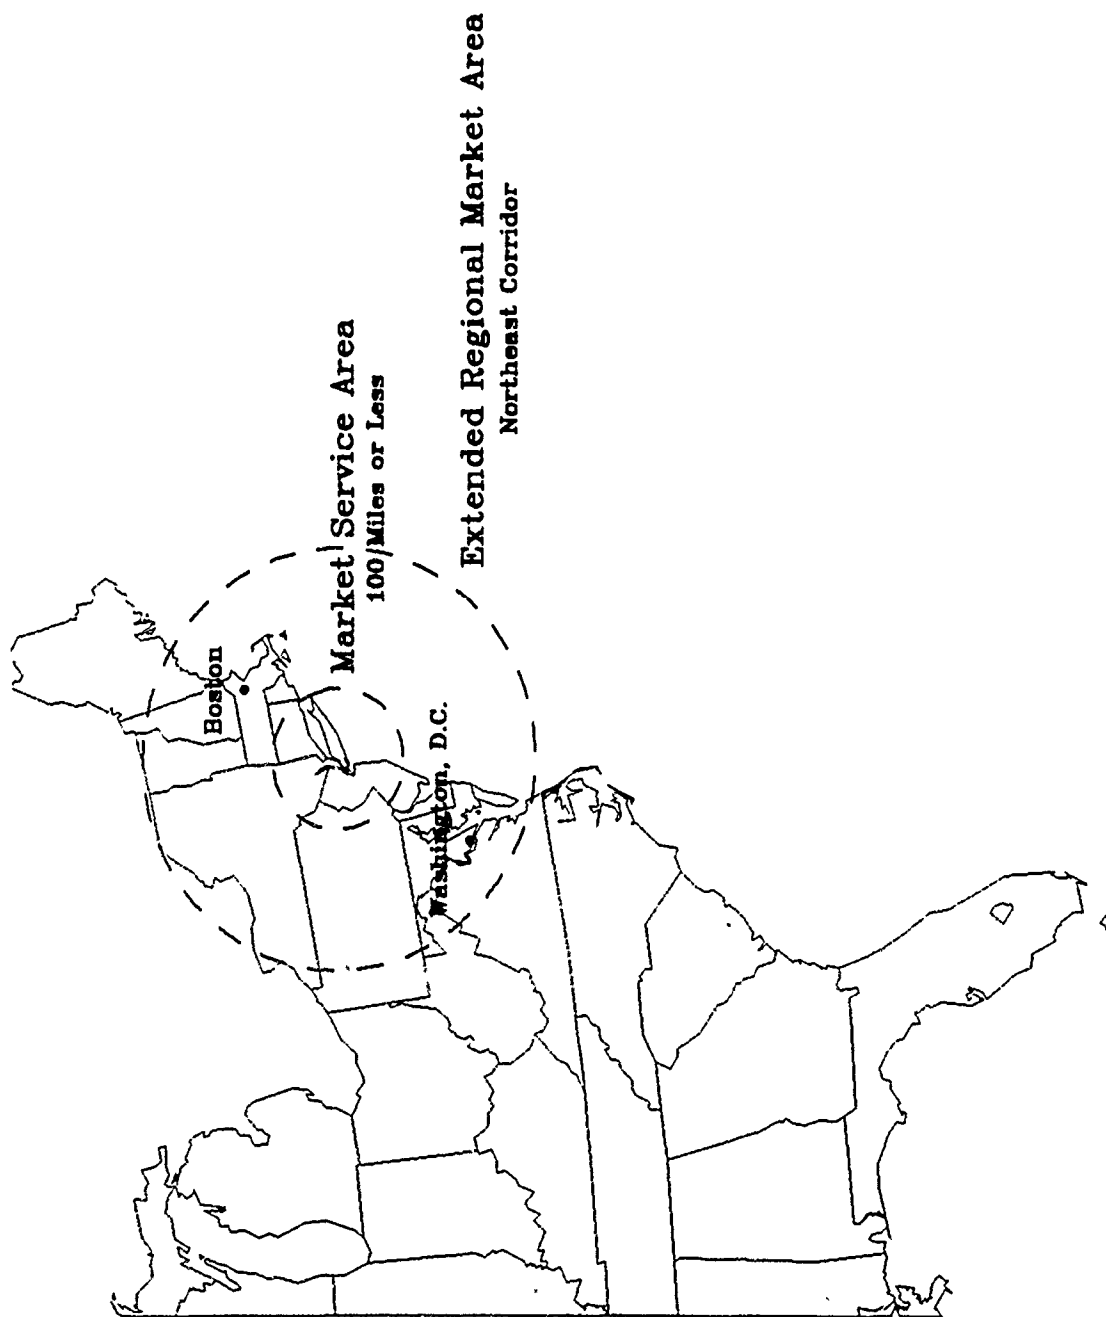 Boston
Market Service Area
100/Miles or Less
Washington, D.C.
Extended Regional Market Area
Northeast Corridor